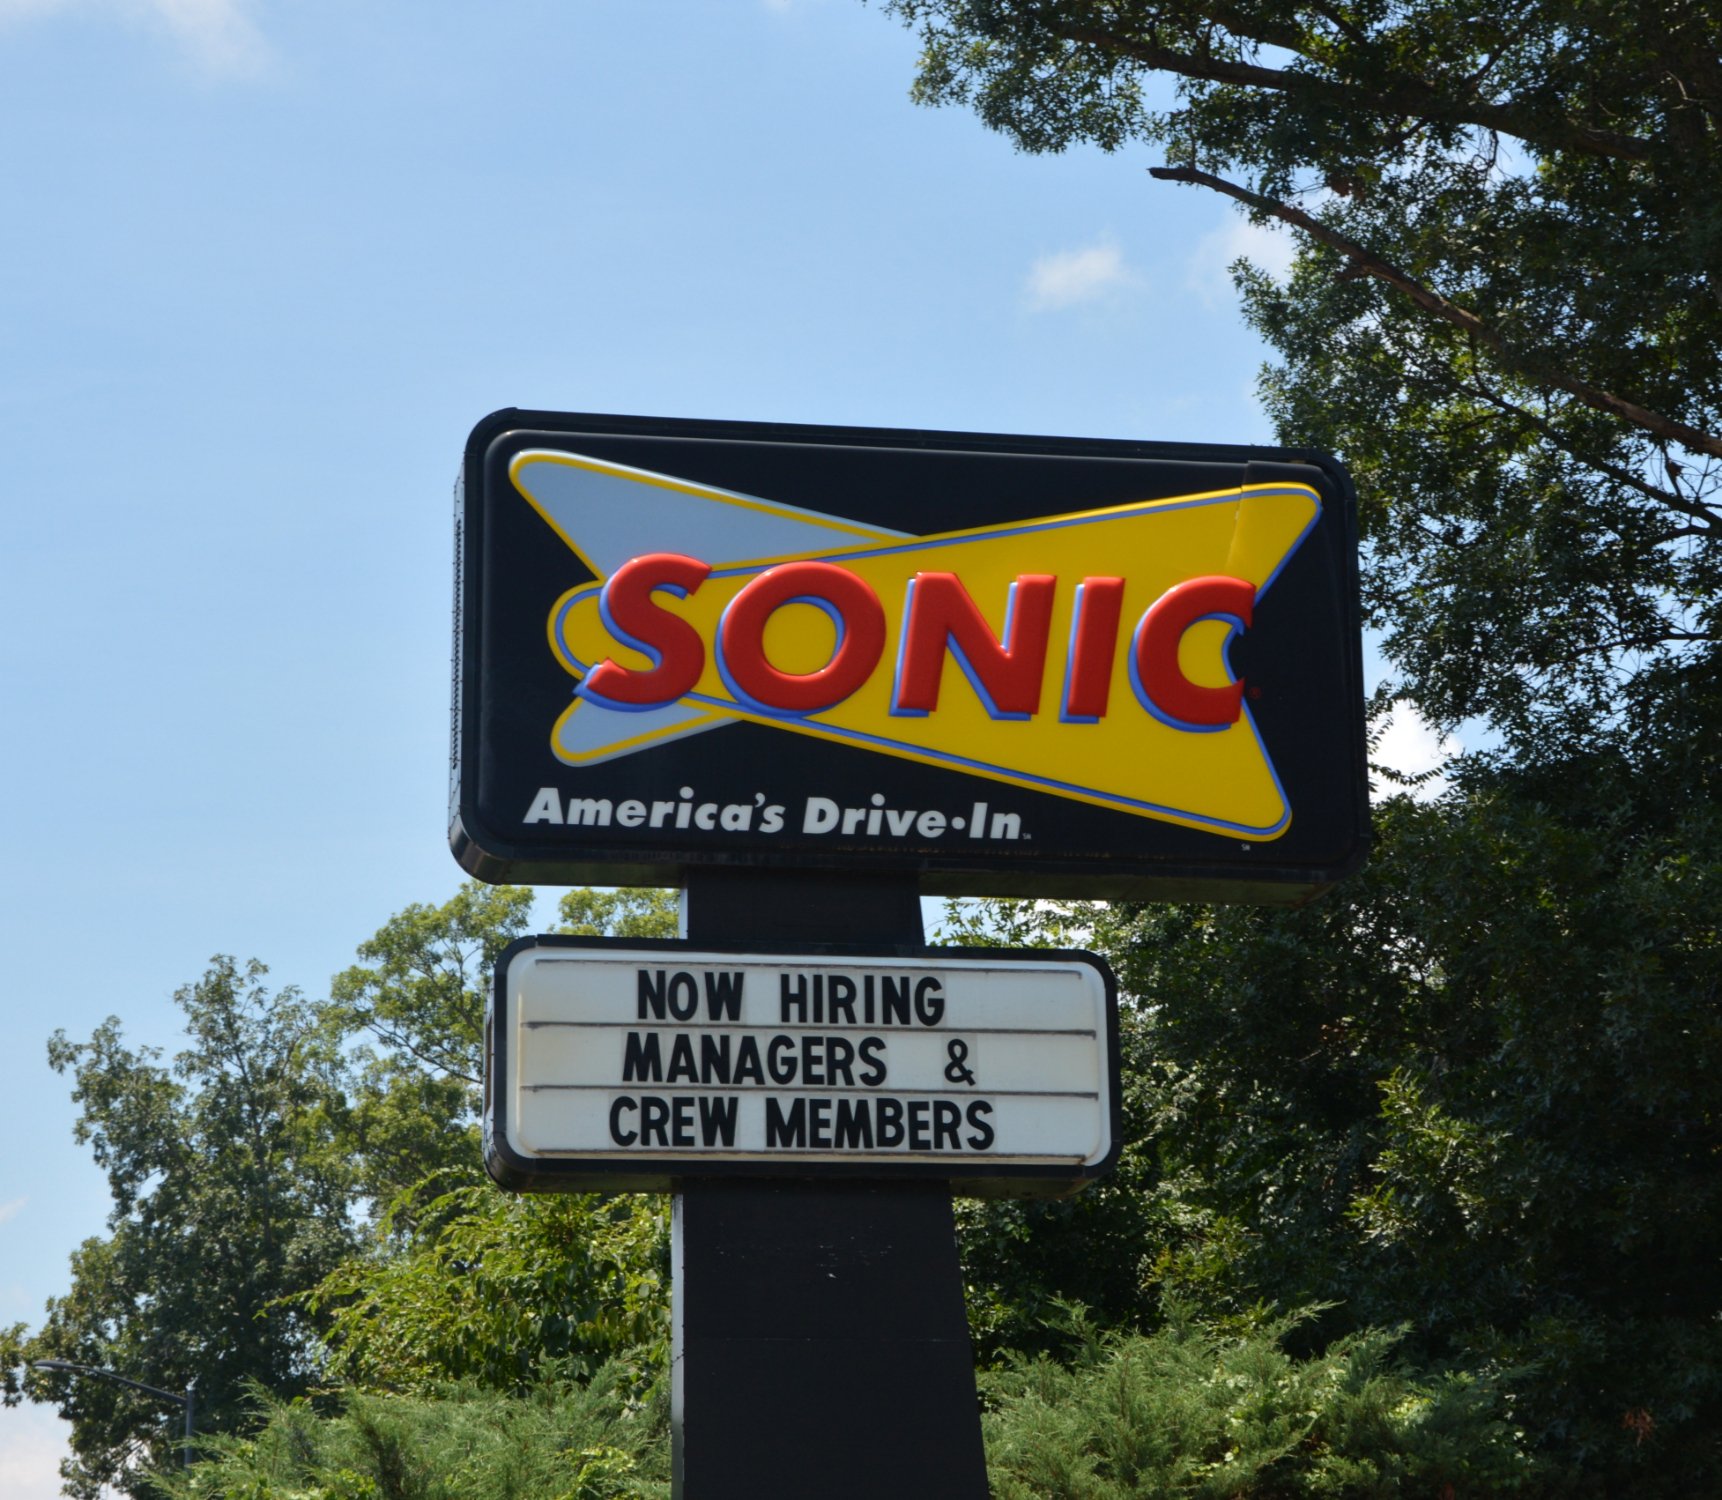 SONIC
America's Drive-In
NOW HIRING
MANAGERS &
CREW MEMBERS